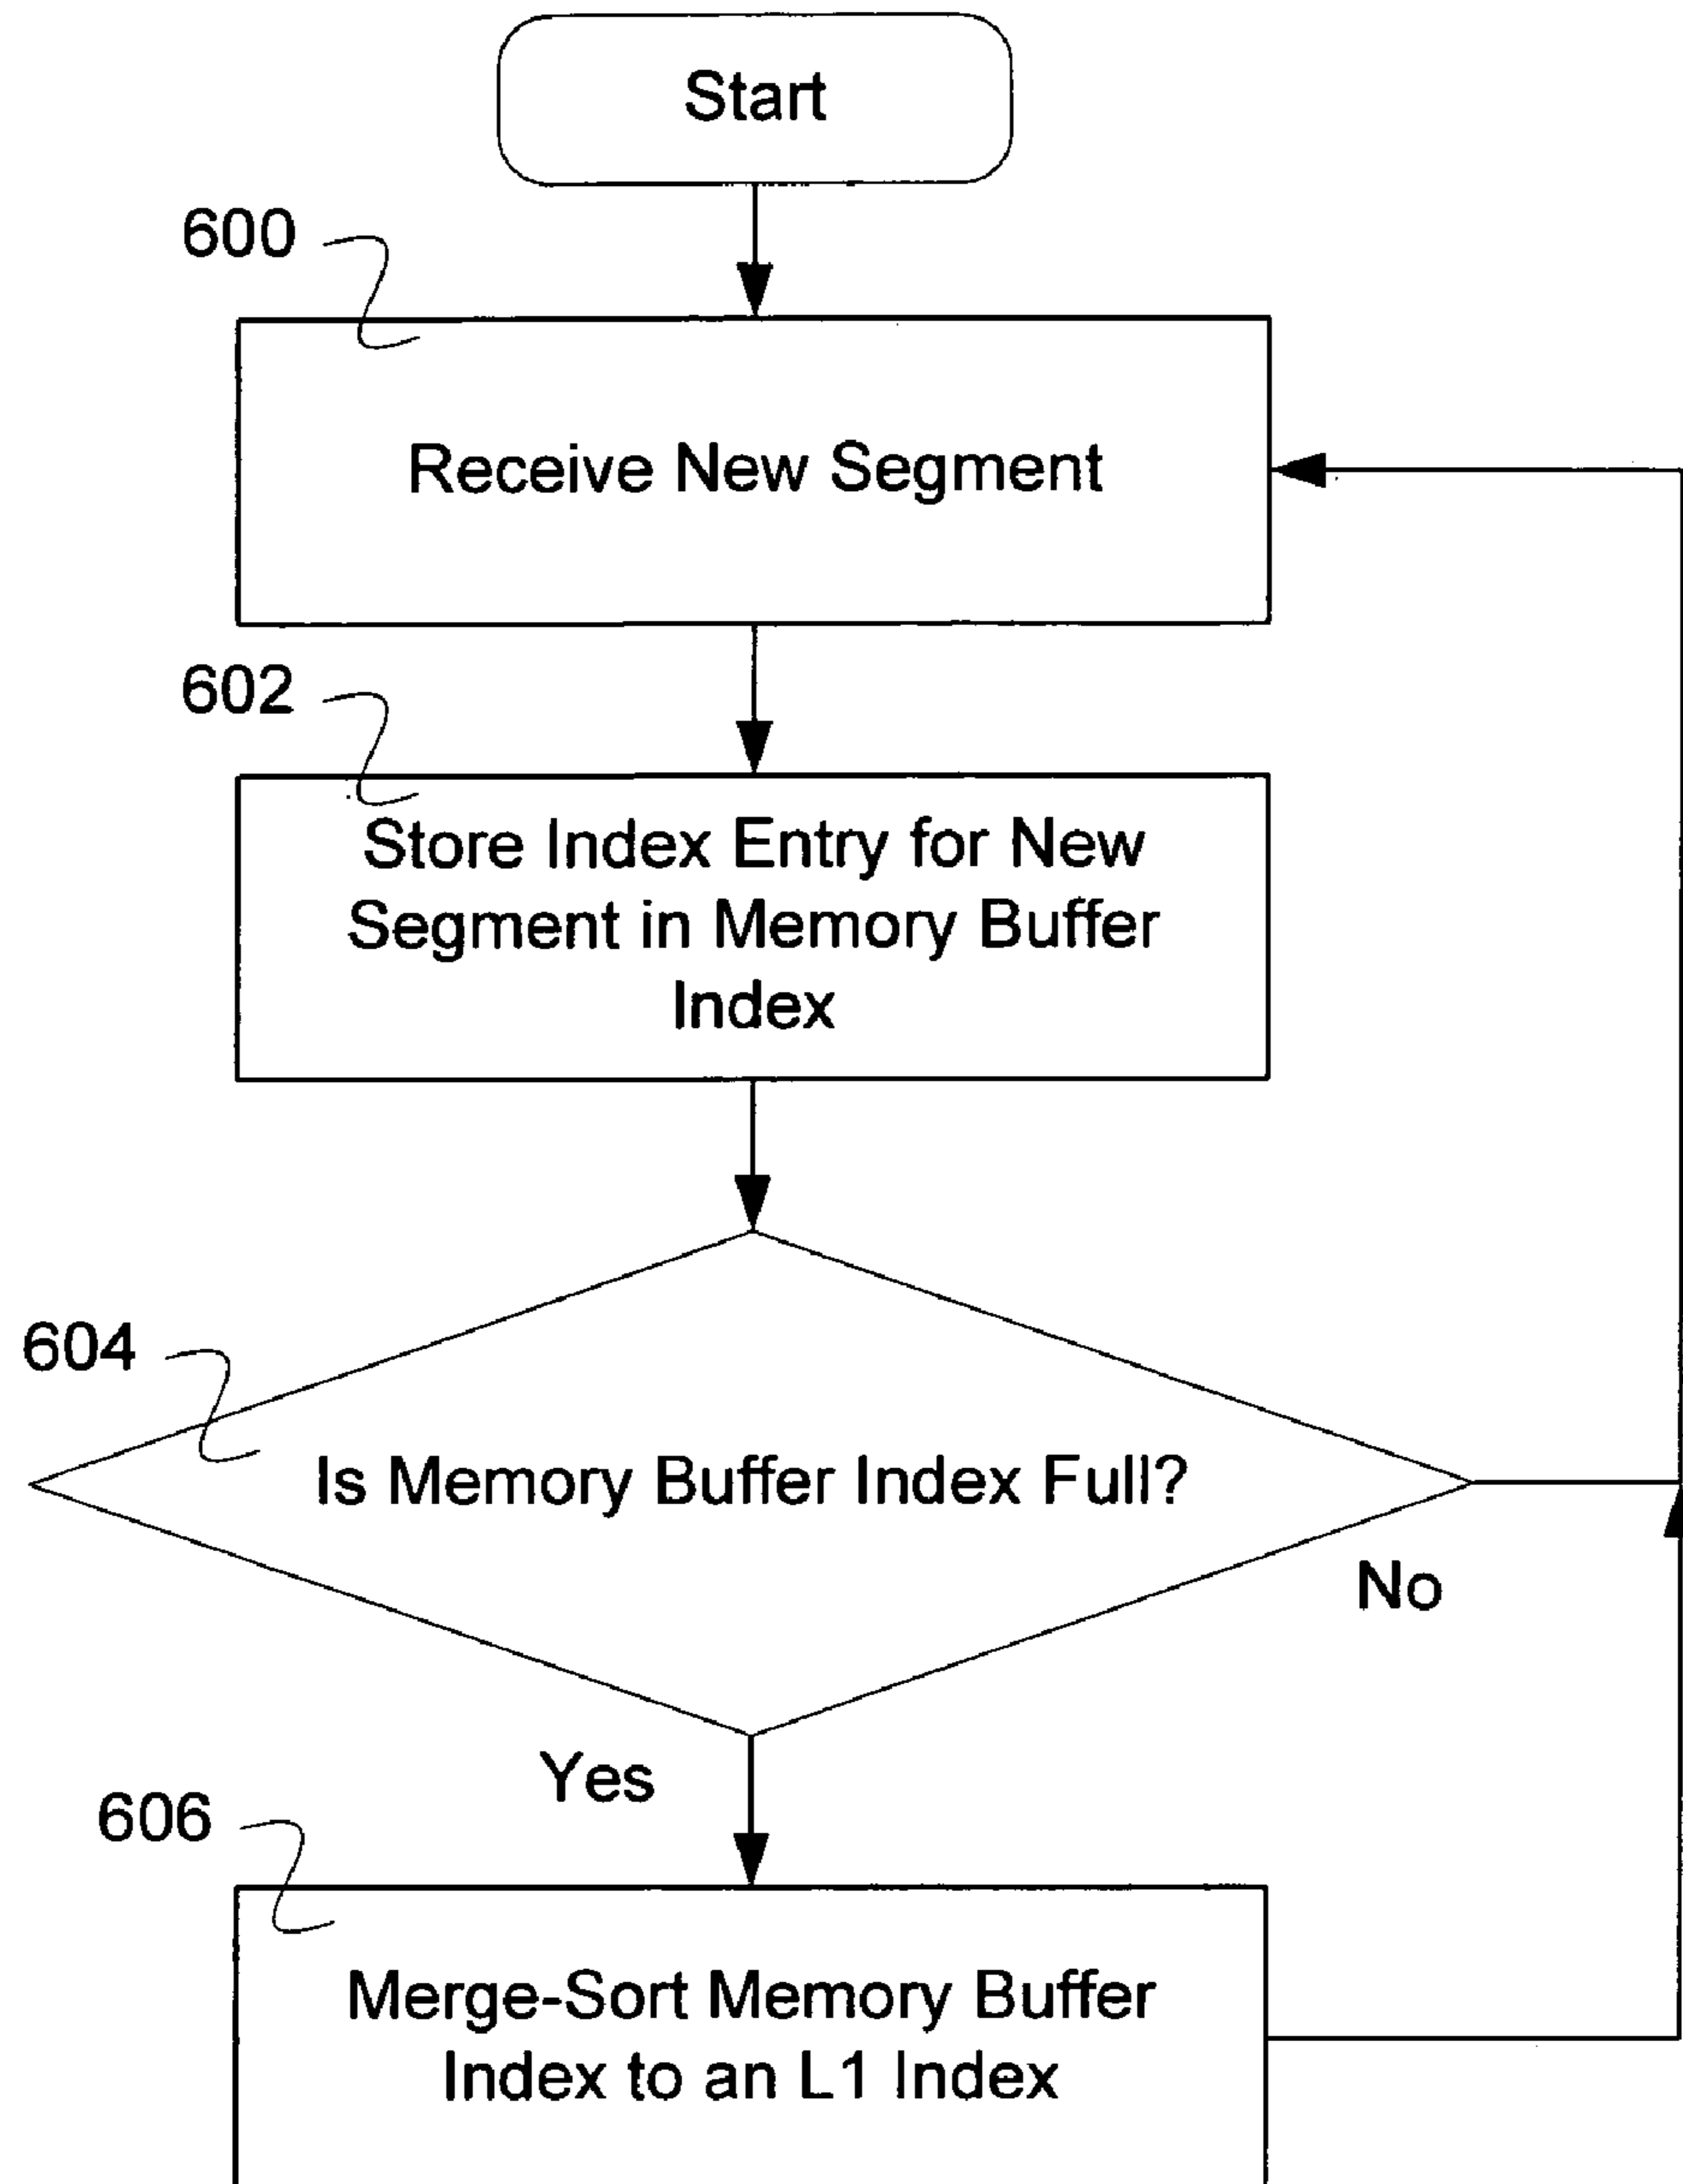 Start
600
Receive New Segment
602
Store Index Entry for New
Segment in Memory Buffer
Index
604
Is Memory Buffer Index Full?
No
Yes
606
Merge-Sort Memory Buffer
Index to an L1 Index